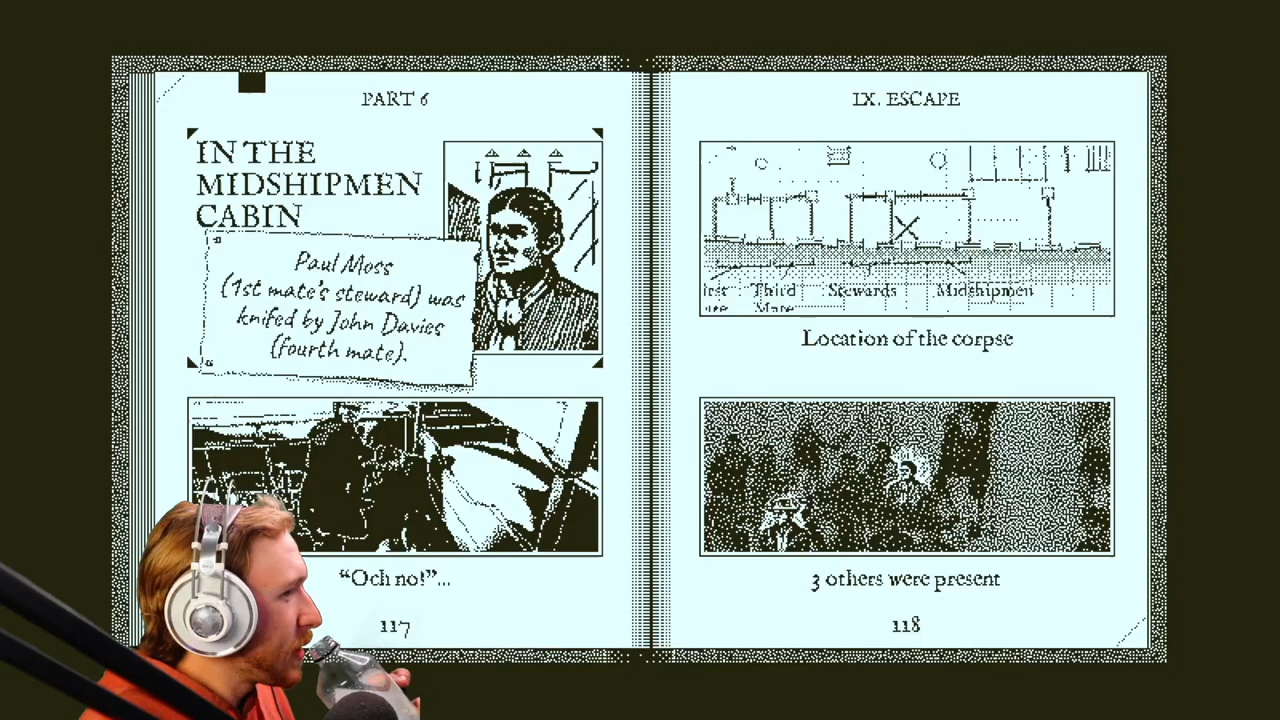 PART 6
IN THE
MIDSHIPMEN
CABIN
Paul Moss
(1st mate's steward) was
knifed by John Davies
(fourth mate).
“Och no!”...
117
IX. ESCAPE
Third Stewards Midshipmen
Mate
Location of the corpse
3 others were present
118